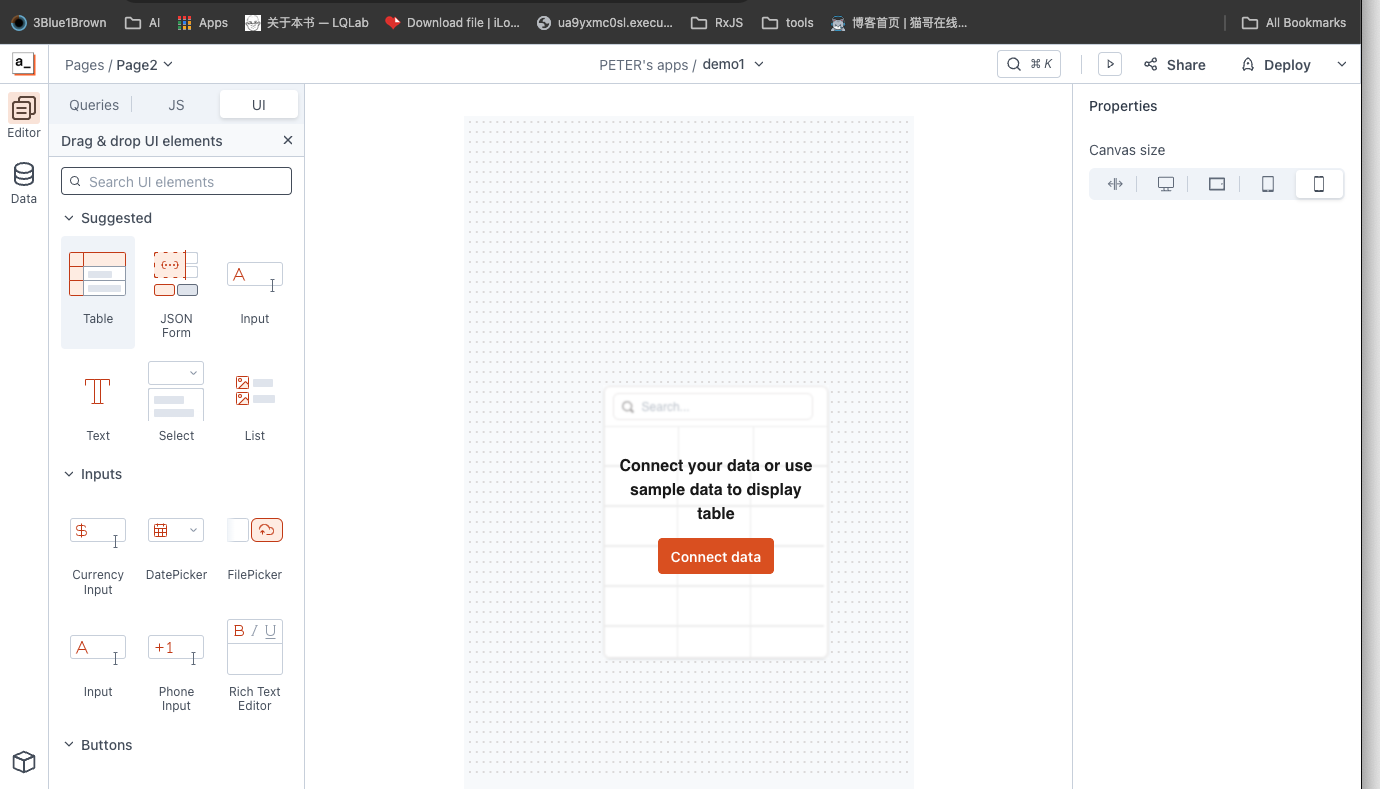 3Blue1Brown AI Apps 关于本书 — LQLab Download file | iLo... ua9yxmc0sl.execu... RxJS tools 博客首页 | 猫哥在线... All Bookmarks
a_ Pages / Page2 PETER's apps / demo1 ⌘ K Share Deploy
Editor
Data
Queries JS UI
Drag & drop UI elements
Search UI elements
Suggested
Table
JSON
Form
Input
Text
Select
List
Inputs
Currency
Input
DatePicker
FilePicker
A
Input
+1
Phone
Input
B / U
Rich Text
Editor
Buttons
Search...
Connect your data or use
sample data to display
table
Connect data
Properties
Canvas size